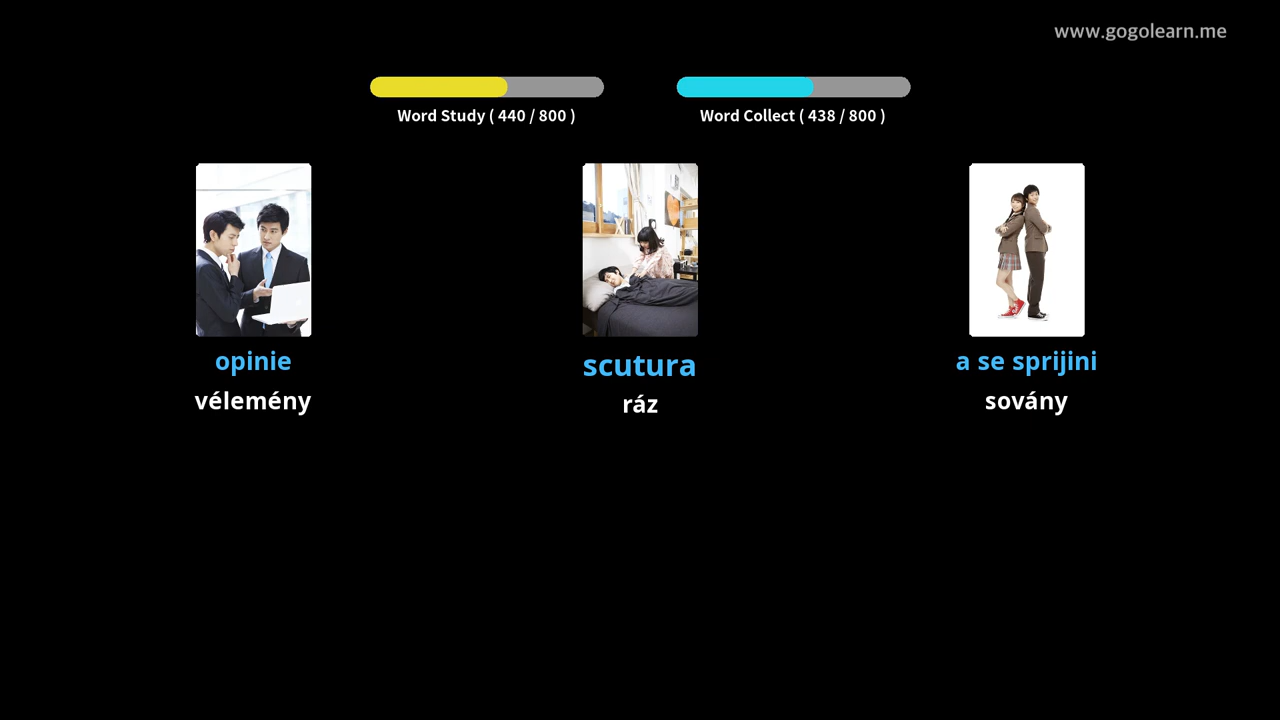 www.gogolearn.me
Word Study ( 440 / 800 )
Word Collect ( 438 / 800 )
opinie
vélemény
scutura
ráz
a se sprijini
sovány